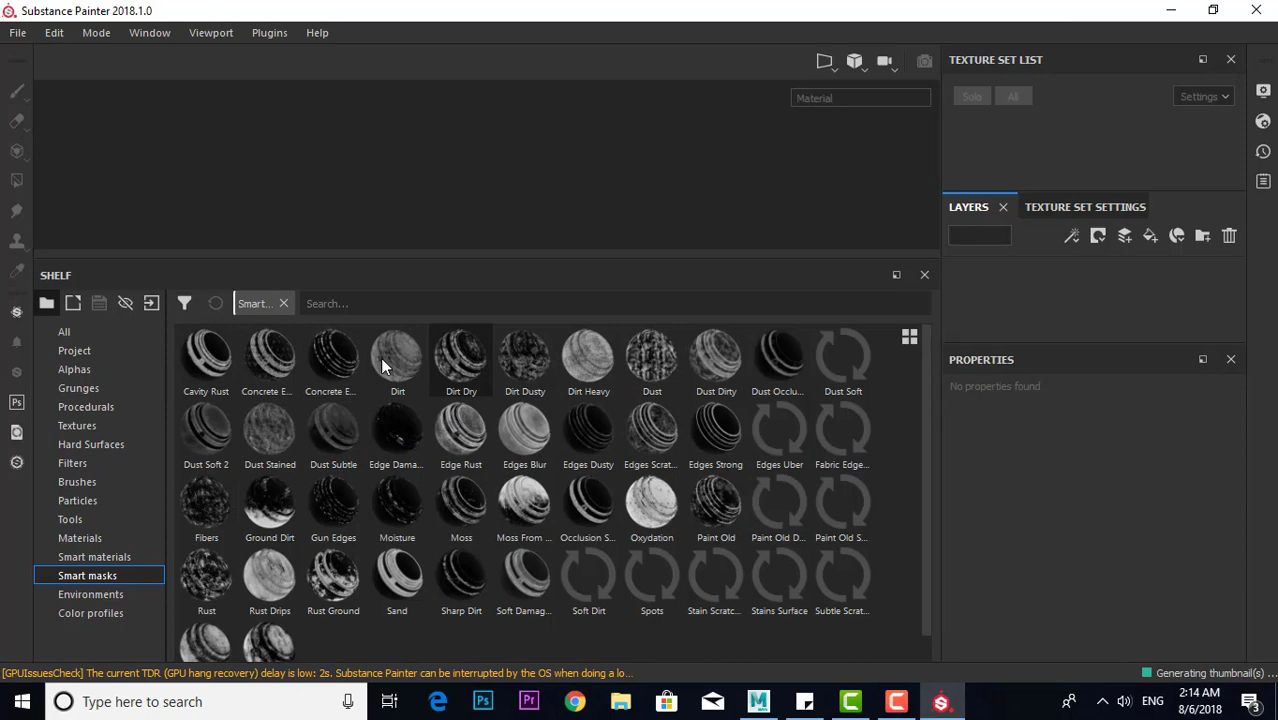 Substance Painter 2018.1.0
File Edit Mode Window Viewport Plugins Help
Material
TEXTURE SET LIST
Solo All Settings
LAYERS TEXTURE SET SETTINGS
SHELF
Smart... Search...
All
Project
Alphas
Grunges
Procedurals
Textures
Hard Surfaces
Filters
Brushes
Particles
Tools
Materials
Smart materials
Smart masks
Environments
Color profiles
Cavity Rust Concrete E... Concrete E... Dirt Dirt Dry Dirt Dusty Dirt Heavy Dust Dust Dirty Dust Occlu... Dust Soft
Dust Soft 2 Dust Stained Dust Subtle Edge Dama... Edge Rust Edges Blur Edges Dusty Edges Scrat... Edges Strong Edges Uber Fabric Edge...
Fibers Ground Dirt Gun Edges Moisture Moss Moss From ... Occlusion S... Oxydation Paint Old Paint Old D... Paint Old S...
Rust Rust Drips Rust Ground Sand Sharp Dirt Soft Damag... Soft Dirt Spots Stain Scratc... Stains Surface Subtle Scrat...
PROPERTIES
No properties found
[GPUIssuesCheck] The current TDR (GPU hang recovery) delay is low: 2s. Substance Painter can be interrupted by the OS when doing a lo...
Generating thumbnail(s) ...
Type here to search
Ps
Pr
M
ENG
2:14 AM
8/6/2018
3